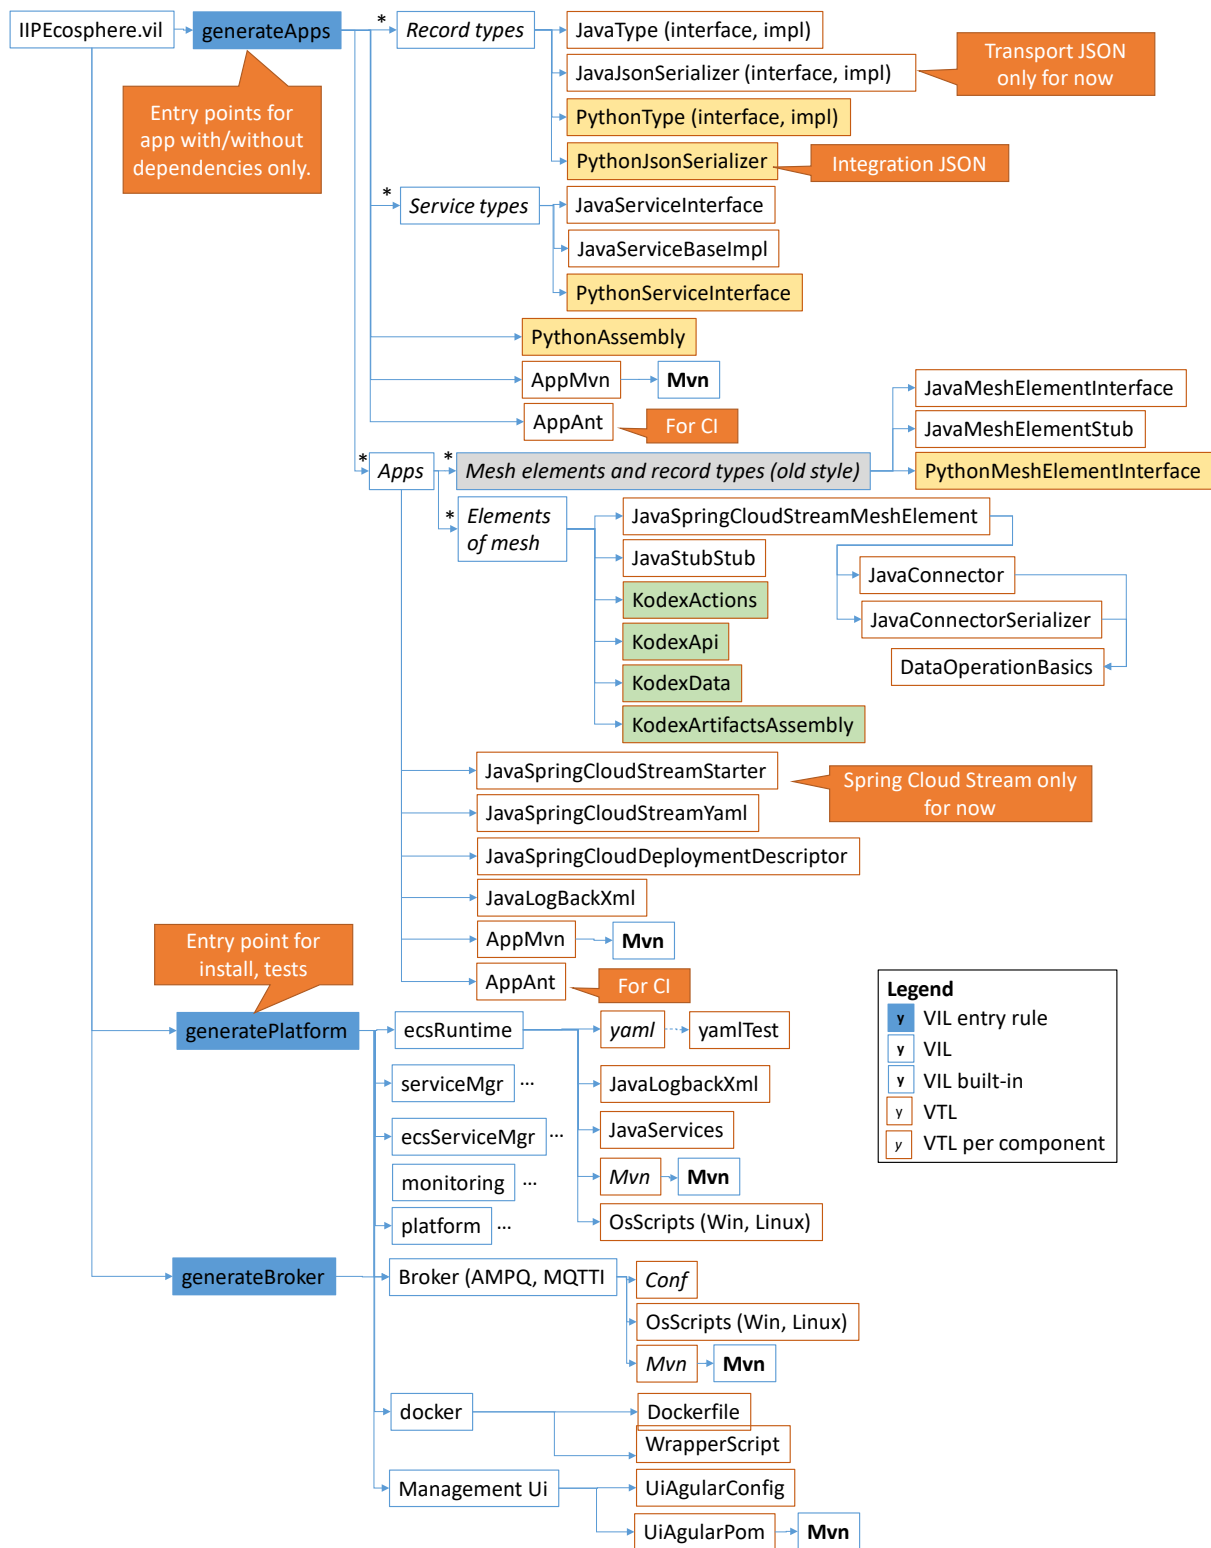 IIPEcosphere.vil
generateApps
*
Record types
JavaType (interface, impl)
JavaJsonSerializer (interface, impl)
Transport JSON
only for now
Entry points for
app with/without
dependencies only.
PythonType (interface, impl)
PythonJsonSerializer
Integration JSON
*
Service types
JavaServiceInterface
JavaServiceBaseImpl
PythonServiceInterface
PythonAssembly
AppMvn
Mvn
AppAnt
For CI
JavaMeshElementInterface
JavaMeshElementStub
*
Apps
*
Mesh elements and record types (old style)
PythonMeshElementInterface
*
Elements
of mesh
JavaSpringCloudStreamMeshElement
JavaStubStub
JavaConnector
KodexActions
JavaConnectorSerializer
KodexApi
DataOperationBasics
KodexData
KodexArtifactsAssembly
JavaSpringCloudStreamStarter
Spring Cloud Stream only
for now
JavaSpringCloudStreamYaml
JavaSpringCloudDeploymentDescriptor
JavaLogBackXml
AppMvn
Mvn
AppAnt
For CI
Entry point for
install, tests
generatePlatform
ecsRuntime
yaml
yamlTest
serviceMgr
...
JavaLogbackXml
ecsServiceMgr
...
JavaServices
monitoring
...
Mvn
Mvn
platform
...
OsScripts (Win, Linux)
Legend
y VIL entry rule
y VIL
y VIL built-in
y VTL
y VTL per component
generateBroker
Broker (AMPQ, MQTTI
Conf
OsScripts (Win, Linux)
Mvn
Mvn
docker
Dockerfile
WrapperScript
Management Ui
UiAgularConfig
UiAgularPom
Mvn